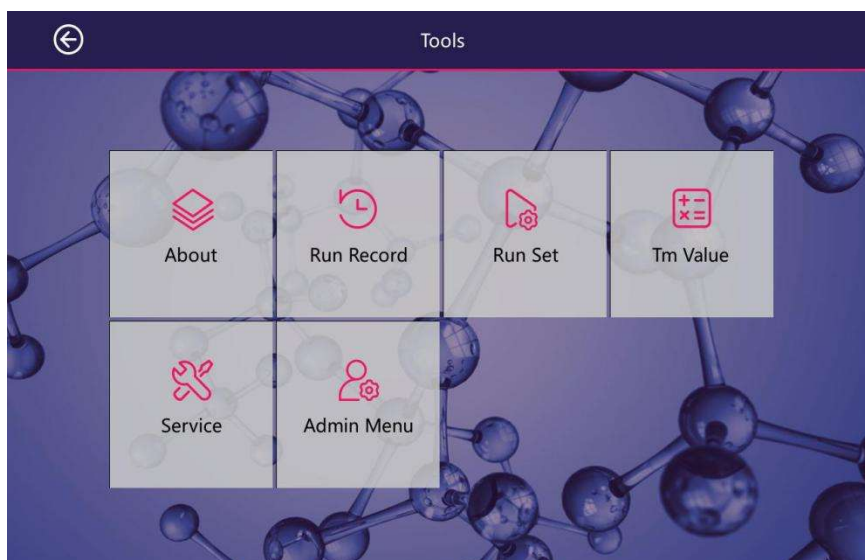 Tools
About
Run Record
Run Set
Tm Value
Service
Admin Menu